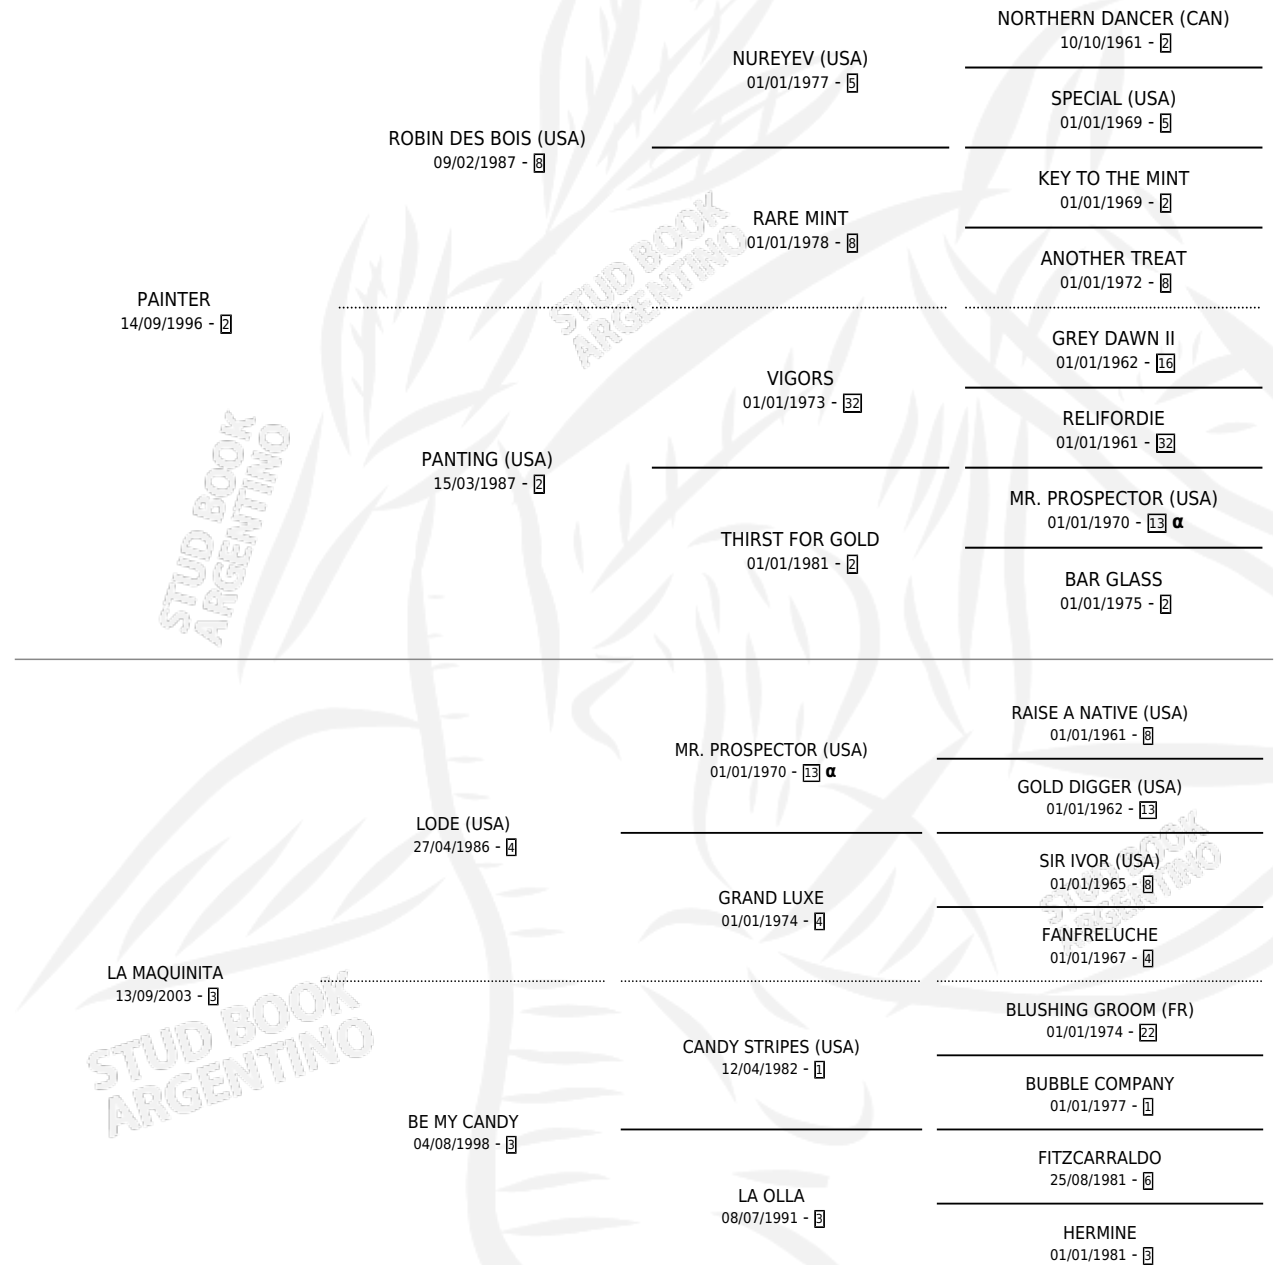 NORTHERN DANCER (CAN)
10/10/1961 - 2
NUREYEV (USA)
01/01/1977 - 5
SPECIAL (USA)
01/01/1969 - 5
ROBIN DES BOIS (USA)
09/02/1987 - 8
KEY TO THE MINT
01/01/1969 - 2
RARE MINT
01/01/1978 - 8
ANOTHER TREAT
01/01/1972 - 8
PAINTER
14/09/1996 - 2
GREY DAWN II
01/01/1962 - 16
VIGORS
01/01/1973 - 32
RELIFORDIE
01/01/1961 - 32
PANTING (USA)
15/03/1987 - 2
MR. PROSPECTOR (USA)
01/01/1970 - 13 α
THIRST FOR GOLD
01/01/1981 - 2
BAR GLASS
01/01/1975 - 2
RAISE A NATIVE (USA)
01/01/1961 - 8
MR. PROSPECTOR (USA)
01/01/1970 - 13 α
GOLD DIGGER (USA)
01/01/1962 - 13
LODE (USA)
27/04/1986 - 4
SIR IVOR (USA)
01/01/1965 - 8
GRAND LUXE
01/01/1974 - 4
FANFRELUCHE
01/01/1967 - 4
LA MAQUINITA
13/09/2003 - 3
BLUSHING GROOM (FR)
01/01/1974 - 22
CANDY STRIPES (USA)
12/04/1982 - 1
BUBBLE COMPANY
01/01/1977 - 1
BE MY CANDY
04/08/1998 - 3
FITZCARRALDO
25/08/1981 - 6
LA OLLA
08/07/1991 - 3
HERMINE
01/01/1981 - 3
STUD BOOK
ARGENTINO
STUD BOOK
ARGENTINO
STUD BOOK
ARGENTINO
STUD BOOK
ARGENTINO